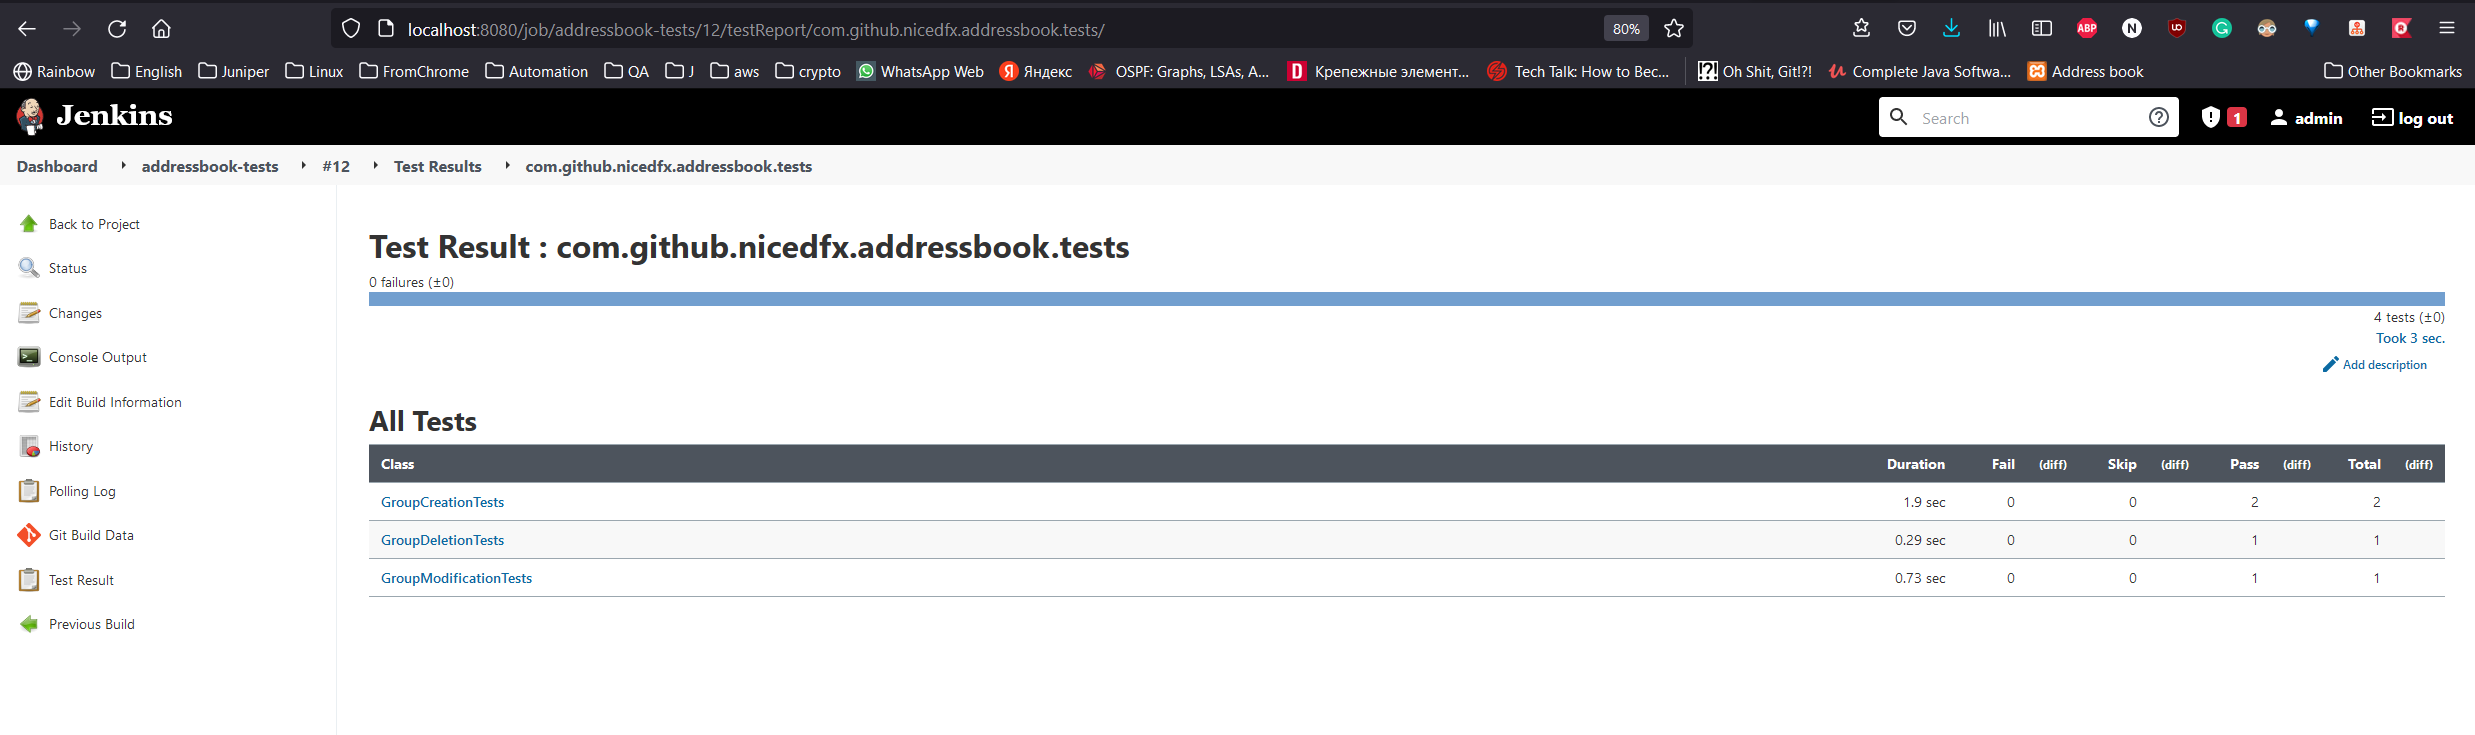 localhost:8080/job/addressbook-tests/12/testReport/com.github.nicedfx.addressbook.tests/ 80%
ABP N UD G
Rainbow English Juniper Linux FromChrome Automation QA J aws crypto WhatsApp Web Я Яндекс OSPF: Graphs, LSAs, A... D Крепежные элемент... Tech Talk: How to Bec... Oh Shit, Git!?! Complete Java Softwa... Address book Other Bookmarks
Jenkins Search 1 admin log out
Dashboard addressbook-tests #12 Test Results com.github.nicedfx.addressbook.tests
Back to Project
Status
Changes
Console Output
Edit Build Information
History
Polling Log
Git Build Data
Test Result
Previous Build
Test Result : com.github.nicedfx.addressbook.tests
0 failures (±0)
4 tests (±0)
Took 3 sec.
Add description
All Tests
Class Duration Fail (diff) Skip (diff) Pass (diff) Total (diff)
GroupCreationTests 1.9 sec 0 0 2 2
GroupDeletionTests 0.29 sec 0 0 1 1
GroupModificationTests 0.73 sec 0 0 1 1